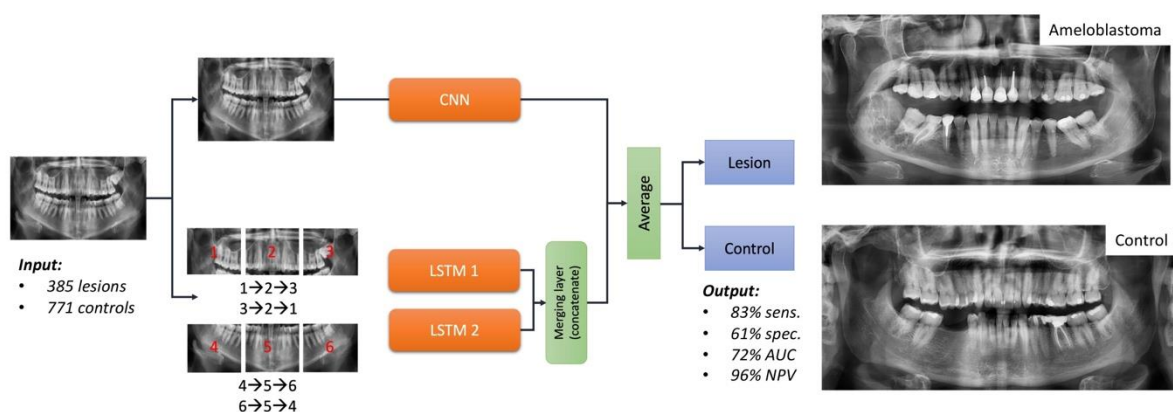 Input:
• 385 lesions
• 771 controls
CNN
1 2 3
1→2→3
3→2→1
4 5 6
4→5→6
6→5→4
LSTM 1
LSTM 2
Merging layer
(concatenate)
Average
Lesion
Control
Output:
• 83% sens.
• 61% spec.
• 72% AUC
• 96% NPV
Ameloblastoma
Control